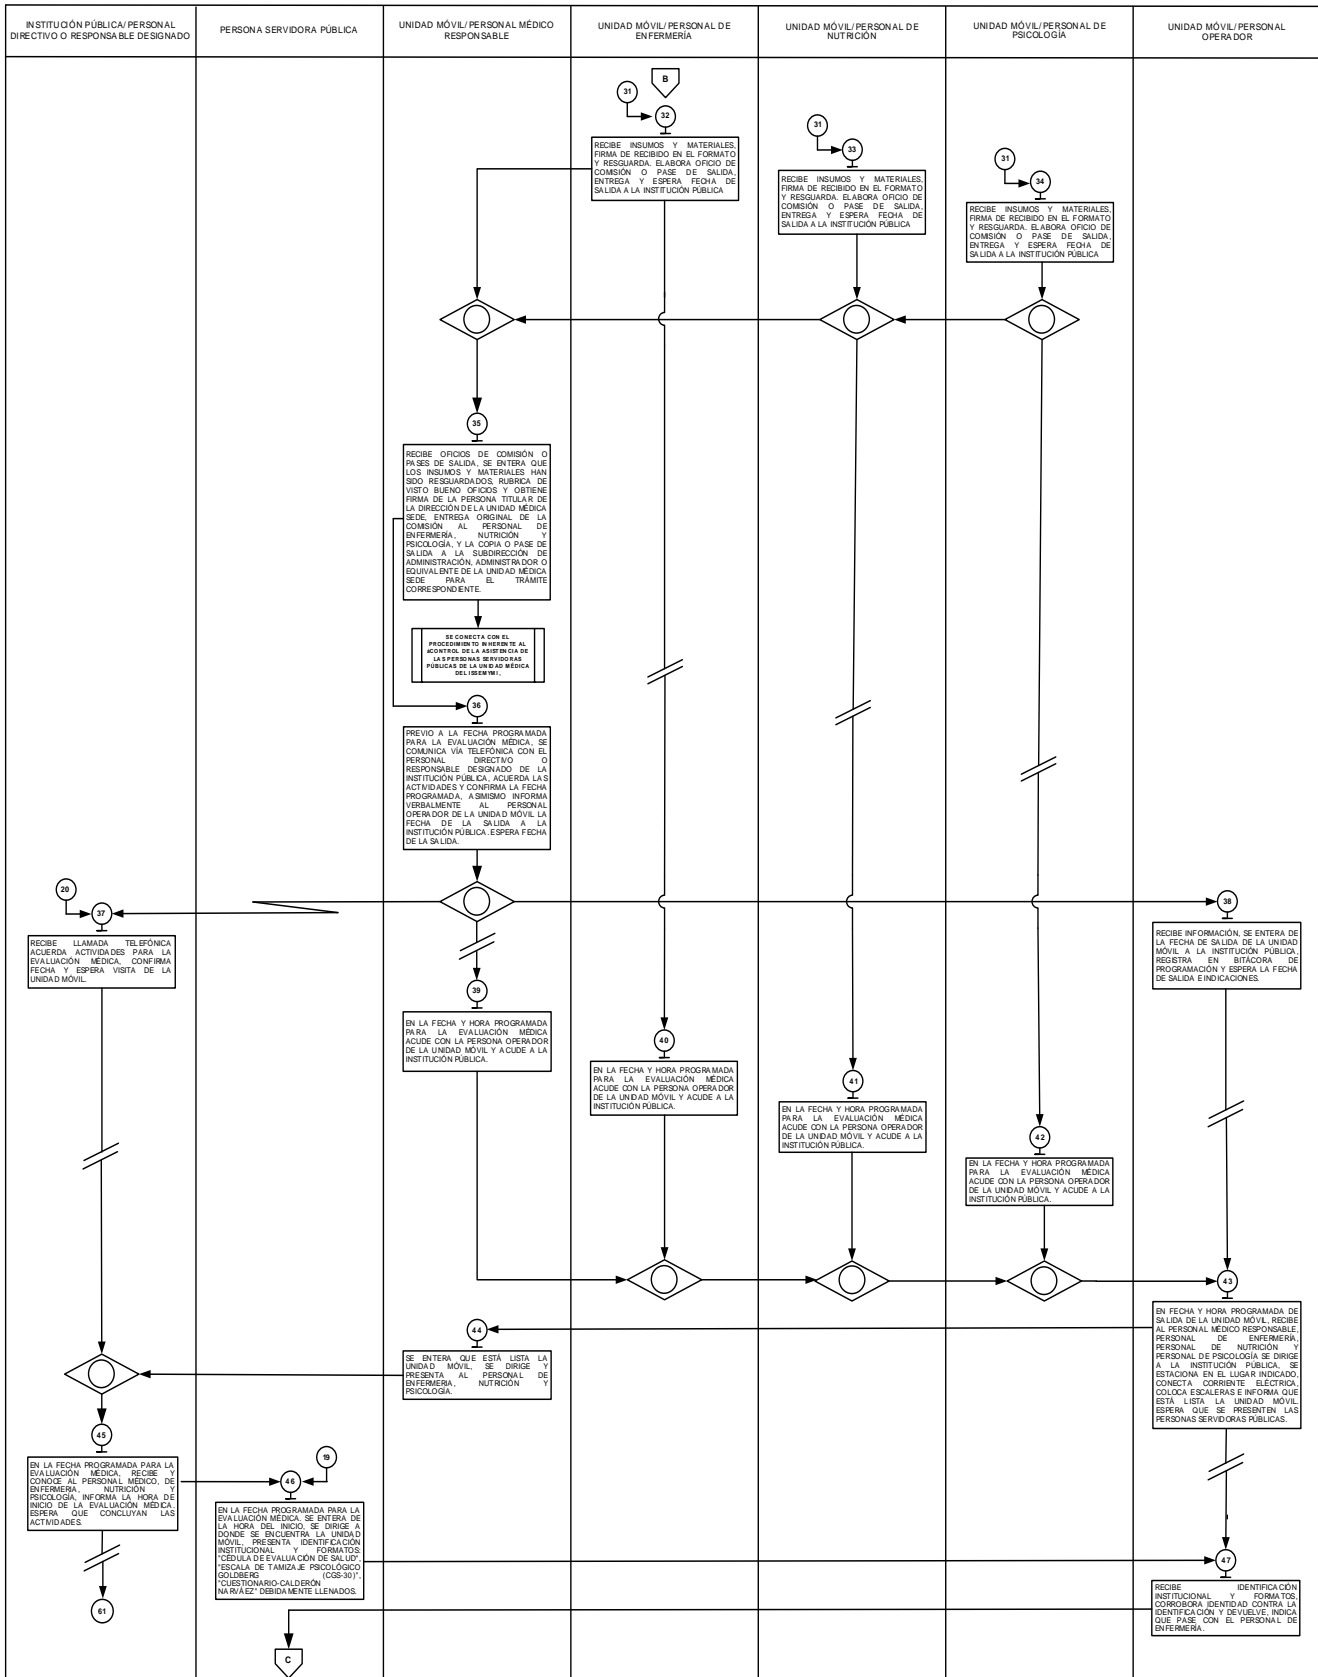 INSTITUCIÓN PÚBLICA/ PERSONAL
DIRECTIVO O RESPONSABLE DESIGNADO
PERSONA SERVIDORA PÚBLICA
UNIDAD MÓVIL/ PERSONAL MÉDICO
RESPONSABLE
UNIDAD MÓVIL/ PERSONAL DE
ENFERMERÍA
UNIDAD MÓVIL/ PERSONAL DE
NUTRICIÓN
UNIDAD MÓVIL/ PERSONAL DE
PSICOLOGÍA
UNIDAD MÓVIL/ PERSONAL
OPERADOR
B
31
32
RECIBE INSUMOS Y MATERIALES,
FIRMA DE RECIBIDO EN EL FORMATO
Y RESGUARDA. ELABORA OFICIO DE
COMISIÓN O PASE DE SALIDA,
ENTREGA Y ESPERA FECHA DE
SALIDA A LA INSTITUCIÓN PÚBLICA
31
33
RECIBE INSUMOS Y MATERIALES,
FIRMA DE RECIBIDO EN EL FORMATO
Y RESGUARDA. ELABORA OFICIO DE
COMISIÓN O PASE DE SALIDA,
ENTREGA Y ESPERA FECHA DE
SALIDA A LA INSTITUCIÓN PÚBLICA
31
34
RECIBE INSUMOS Y MATERIALES,
FIRMA DE RECIBIDO EN EL FORMATO
Y RESGUARDA. ELABORA OFICIO DE
COMISIÓN O PASE DE SALIDA,
ENTREGA Y ESPERA FECHA DE
SALIDA A LA INSTITUCIÓN PÚBLICA
35
RECIBE OFICIOS DE COMISIÓN O
PASES DE SALIDA, SE ENTERA QUE
LOS INSUMOS Y MATERIALES HAN
SIDO RESGUARDADOS, RUBRICA DE
VISTO BUENO OFICIOS Y OBTIENE
FIRMA DE LA PERSONA TITULAR DE
LA DIRECCIÓN DE LA UNIDAD MÉDICA
SEDE, ENTREGA ORIGINAL DE LA
COMISIÓN AL PERSONAL DE
ENFERMERÍA, NUTRICIÓN Y
PSICOLOGÍA, Y LA COPIA O PASE DE
SALIDA A LA SUBDIRECCIÓN DE
ADMINISTRACIÓN, ADMINISTRADOR O
EQUIVALENTE DE LA UNIDAD MÉDICA
SEDE PARA EL TRÁMITE
CORRESPONDIENTE.
SE CONECTA CON EL
PROCEDIMIENTO INHERENTE AL
¿CONTROL DE LA ASISTENCIA DE
LAS PERSONAS SERVIDORAS
PÚBLICAS DE LA UNIDAD MÉDICA
DEL ISSEMYM¡,
36
PREVIO A LA FECHA PROGRAMADA
PARA LA EVALUACIÓN MÉDICA, SE
COMUNICA VÍA TELEFÓNICA CON EL
PERSONAL DIRECTIVO O
RESPONSABLE DESIGNADO DE LA
INSTITUCIÓN PÚBLICA, ACUERDA LAS
ACTIVIDADES Y CONFIRMA LA FECHA
PROGRAMADA, ASIMISMO INFORMA
VERBALMENTE AL PERSONAL
OPERADOR DE LA UNIDAD MÓVIL LA
FECHA DE LA SALIDA A LA
INSTITUCIÓN PÚBLICA. ESPERA FECHA
DE LA SALIDA.
20
37
RECIBE LLAMADA TELEFÓNICA
ACUERDA ACTIVIDADES PARA LA
EVALUACIÓN MÉDICA, CONFIRMA
FECHA Y ESPERA VISITA DE LA
UNIDAD MÓVIL.
38
RECIBE INFORMACIÓN, SE ENTERA DE
LA FECHA DE SALIDA DE LA UNIDAD
MÓVIL A LA INSTITUCIÓN PÚBLICA,
REGISTRA EN BITÁCORA DE
PROGRAMACIÓN Y ESPERA LA FECHA
DE SALIDA E INDICACIONES.
39
EN LA FECHA Y HORA PROGRAMADA
PARA LA EVALUACIÓN MÉDICA
ACUDE CON LA PERSONA OPERADOR
DE LA UNIDAD MÓVIL Y ACUDE A LA
INSTITUCIÓN PÚBLICA.
40
EN LA FECHA Y HORA PROGRAMADA
PARA LA EVALUACIÓN MÉDICA
ACUDE CON LA PERSONA OPERADOR
DE LA UNIDAD MÓVIL Y ACUDE A LA
INSTITUCIÓN PÚBLICA.
41
EN LA FECHA Y HORA PROGRAMADA
PARA LA EVALUACIÓN MÉDICA
ACUDE CON LA PERSONA OPERADOR
DE LA UNIDAD MÓVIL Y ACUDE A LA
INSTITUCIÓN PÚBLICA.
42
EN LA FECHA Y HORA PROGRAMADA
PARA LA EVALUACIÓN MÉDICA
ACUDE CON LA PERSONA OPERADOR
DE LA UNIDAD MÓVIL Y ACUDE A LA
INSTITUCIÓN PÚBLICA.
43
EN FECHA Y HORA PROGRAMADA DE
SALIDA DE LA UNIDAD MÓVIL, RECIBE
AL PERSONAL MÉDICO RESPONSABLE,
PERSONAL DE ENFERMERÍA,
PERSONAL DE NUTRICIÓN Y
PERSONAL DE PSICOLOGÍA SE DIRIGE
A LA INSTITUCIÓN PÚBLICA, SE
ESTACIONA EN EL LUGAR INDICADO,
CONECTA CORRIENTE ELÉCTRICA,
COLOCA ESCALERAS E INFORMA QUE
ESTÁ LISTA LA UNIDAD MÓVIL.
ESPERA QUE SE PRESENTEN LAS
PERSONAS SERVIDORAS PÚBLICAS.
44
SE ENTERA QUE ESTÁ LISTA LA
UNIDAD MÓVIL, SE DIRIGE Y
PRESENTA AL PERSONAL DE
ENFERMERIA, NUTRICIÓN Y
PSICOLOGÍA.
45
EN LA FECHA PROGRAMADA PARA LA
EVALUACIÓN MÉDICA, RECIBE Y
CONOCE AL PERSONAL MÉDICO, DE
ENFERMERIA, NUTRICIÓN Y
PSICOLOGÍA, INFORMA LA HORA DE
INICIO DE LA EVALUACIÓN MÉDICA.
ESPERA QUE CONCLUYAN LAS
ACTIVIDADES.
61
19
46
EN LA FECHA PROGRAMADA PARA LA
EVALUACIÓN MÉDICA. SE ENTERA DE
LA HORA DEL INICIO, SE DIRIGE A
DONDE SE ENCUENTRA LA UNIDAD
MÓVIL, PRESENTA IDENTIFICACIÓN
INSTITUCIONAL Y FORMATOS:
"CÉDULA DE EVALUACIÓN DE SALUD",
"ESCALA DE TAMIZAJE PSICOLÓGICO
GOLDBERG (CGS-30)",
"CUESTIONARIO-CALDERÓN
NARVÁEZ" DEBIDAMENTE LLENADOS.
47
RECIBE IDENTIFICACIÓN
INSTITUCIONAL Y FORMATOS,
CORROBORA IDENTIDAD CONTRA LA
IDENTIFICACIÓN Y DEVUELVE, INDICA
QUE PASE CON EL PERSONAL DE
ENFERMERÍA.
C